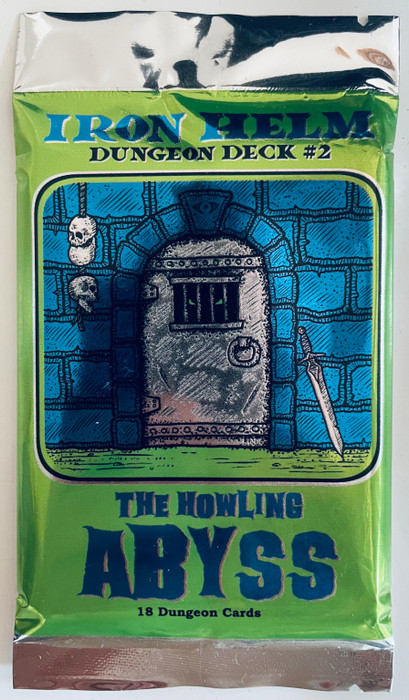 IRON HELM
DUNGEON DECK #2
THE HOWLING
ABYSS
18 Dungeon Cards